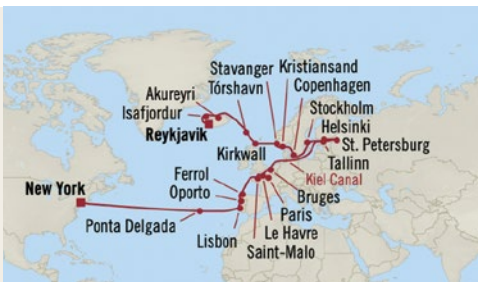 Stavanger Kristiansand
Tórshavn Copenhagen
Akureyri
Isafjordur
Stockholm
Reykjavik
Helsinki
St. Petersburg
Kirkwall
Tallinn
Ferrol
Kiel Canal
New York
Oporto
Bruges
Paris
Ponta Delgada
Le Havre
Lisbon
Saint-Malo